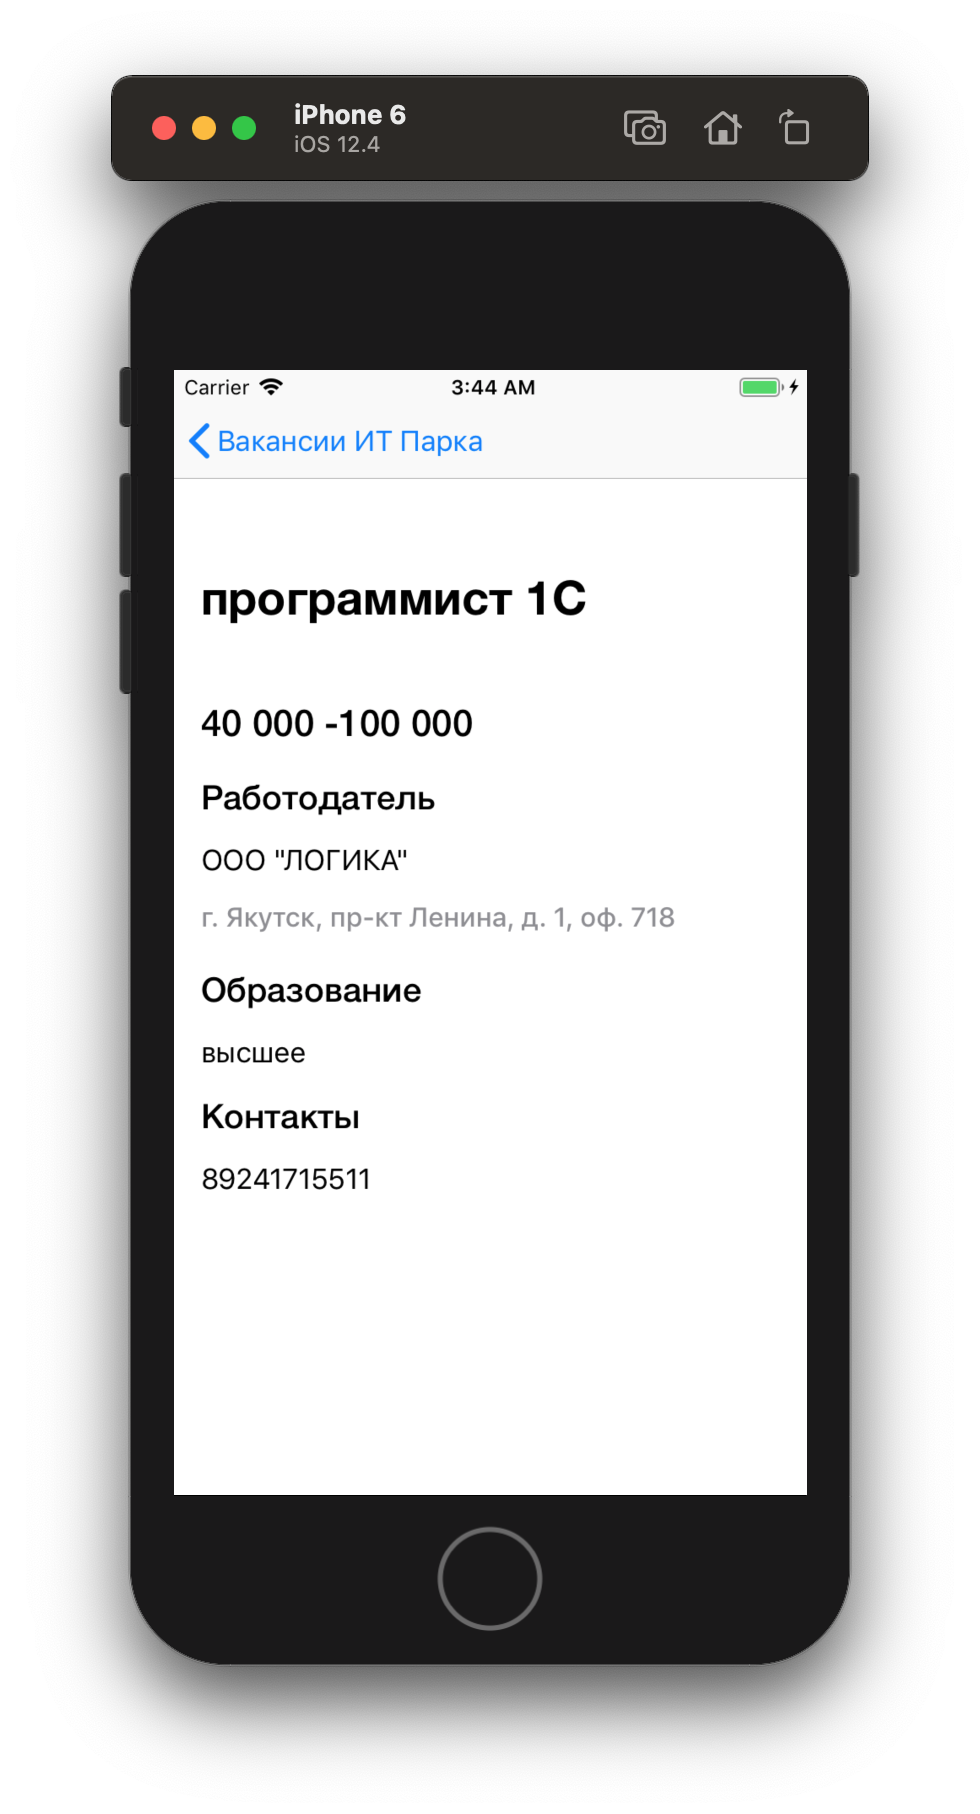 iPhone 6
iOS 12.4
Carrier 3:44 AM
Вакансии ИТ Парка
программист 1С
40 000 -100 000
Работодатель
ООО "ЛОГИКА"
г. Якутск, пр-кт Ленина, д. 1, оф. 718
Образование
высшее
Контакты
89241715511